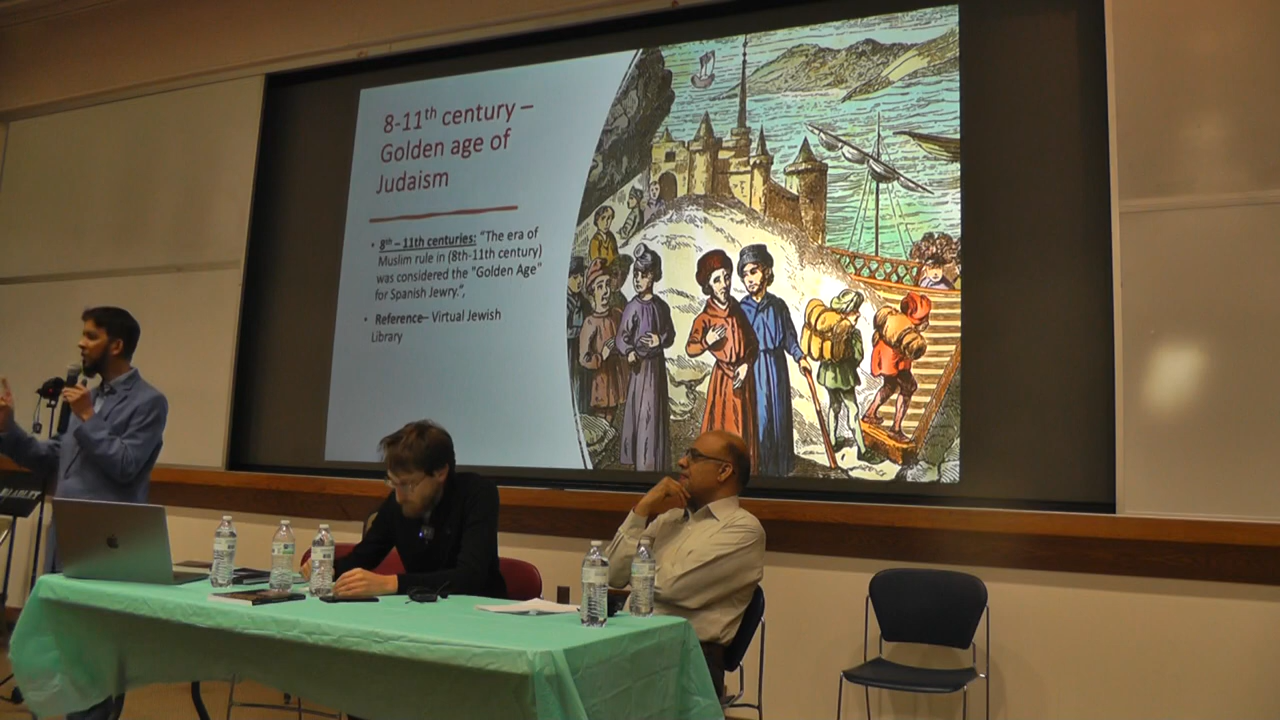 8-11th century –
Golden age of
Judaism
• 8th – 11th centuries: "The era of
Muslim rule in (8th-11th century)
was considered the "Golden Age"
for Spanish Jewry.",
• Reference– Virtual Jewish
Library